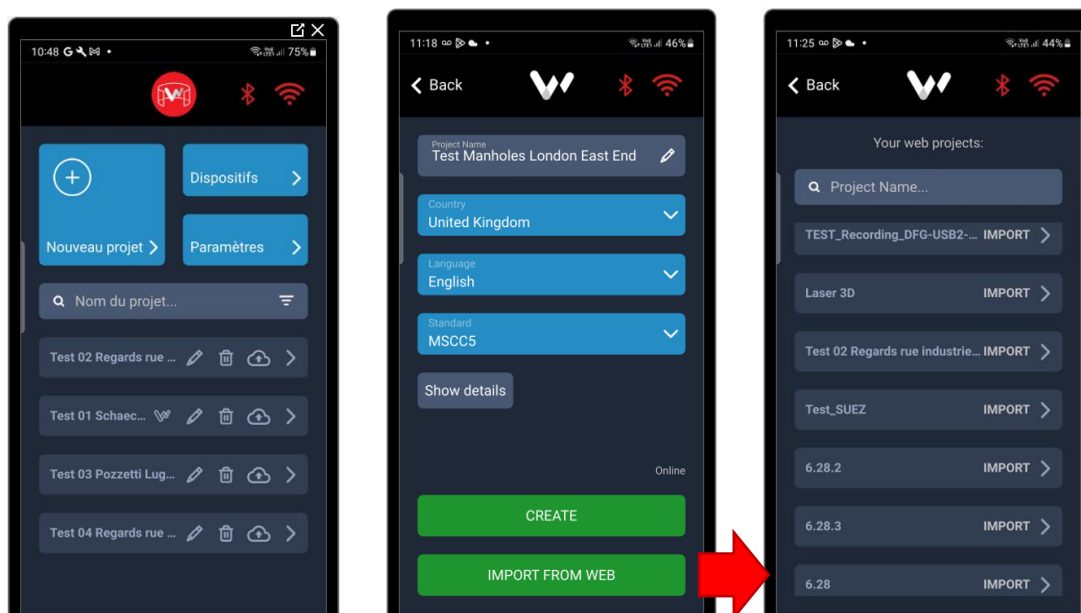 10:48 G 75%
Nouveau projet
Dispositifs
Paramètres
Nom du projet...
Test 02 Regards rue ...
Test 01 Schaec...
Test 03 Pozzetti Lug...
Test 04 Regards rue ...
11:18 46%
Back
Project Name
Test Manholes London East End
Country
United Kingdom
Language
English
Standard
MSCC5
Show details
Online
CREATE
IMPORT FROM WEB
11:25 44%
Back
Your web projects:
Project Name...
TEST_Recording_DFG-USB2-... IMPORT
Laser 3D IMPORT
Test 02 Regards rue industrie... IMPORT
Test_SUEZ IMPORT
6.28.2 IMPORT
6.28.3 IMPORT
6.28 IMPORT